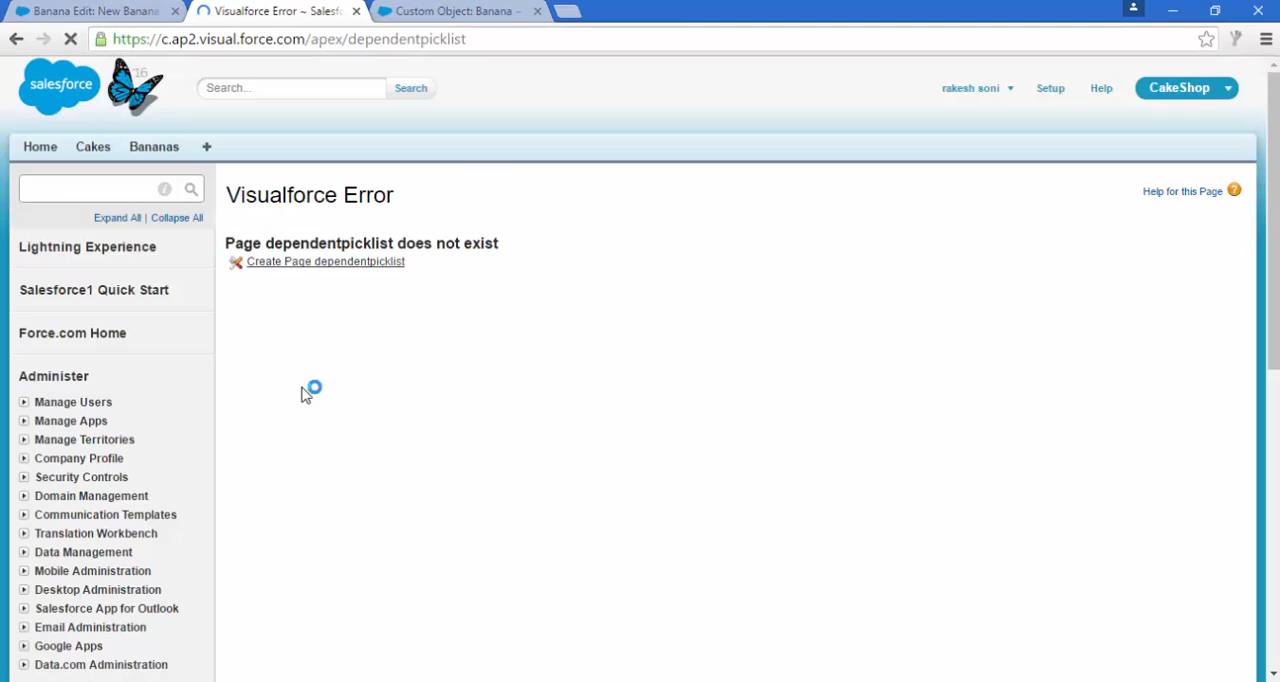 Banana Edit: New Banana
Visualforce Error ~ Salesf
Custom Object: Banana ~
https://c.ap2.visual.force.com/apex/dependentpicklist
salesforce
'16
Search...
Search
rakesh soni
Setup
Help
CakeShop
Home
Cakes
Bananas
+
Expand All | Collapse All
Lightning Experience
Salesforce1 Quick Start
Force.com Home
Administer
Manage Users
Manage Apps
Manage Territories
Company Profile
Security Controls
Domain Management
Communication Templates
Translation Workbench
Data Management
Mobile Administration
Desktop Administration
Salesforce App for Outlook
Email Administration
Google Apps
Data.com Administration
Visualforce Error
Help for this Page
Page dependentpicklist does not exist
Create Page dependentpicklist